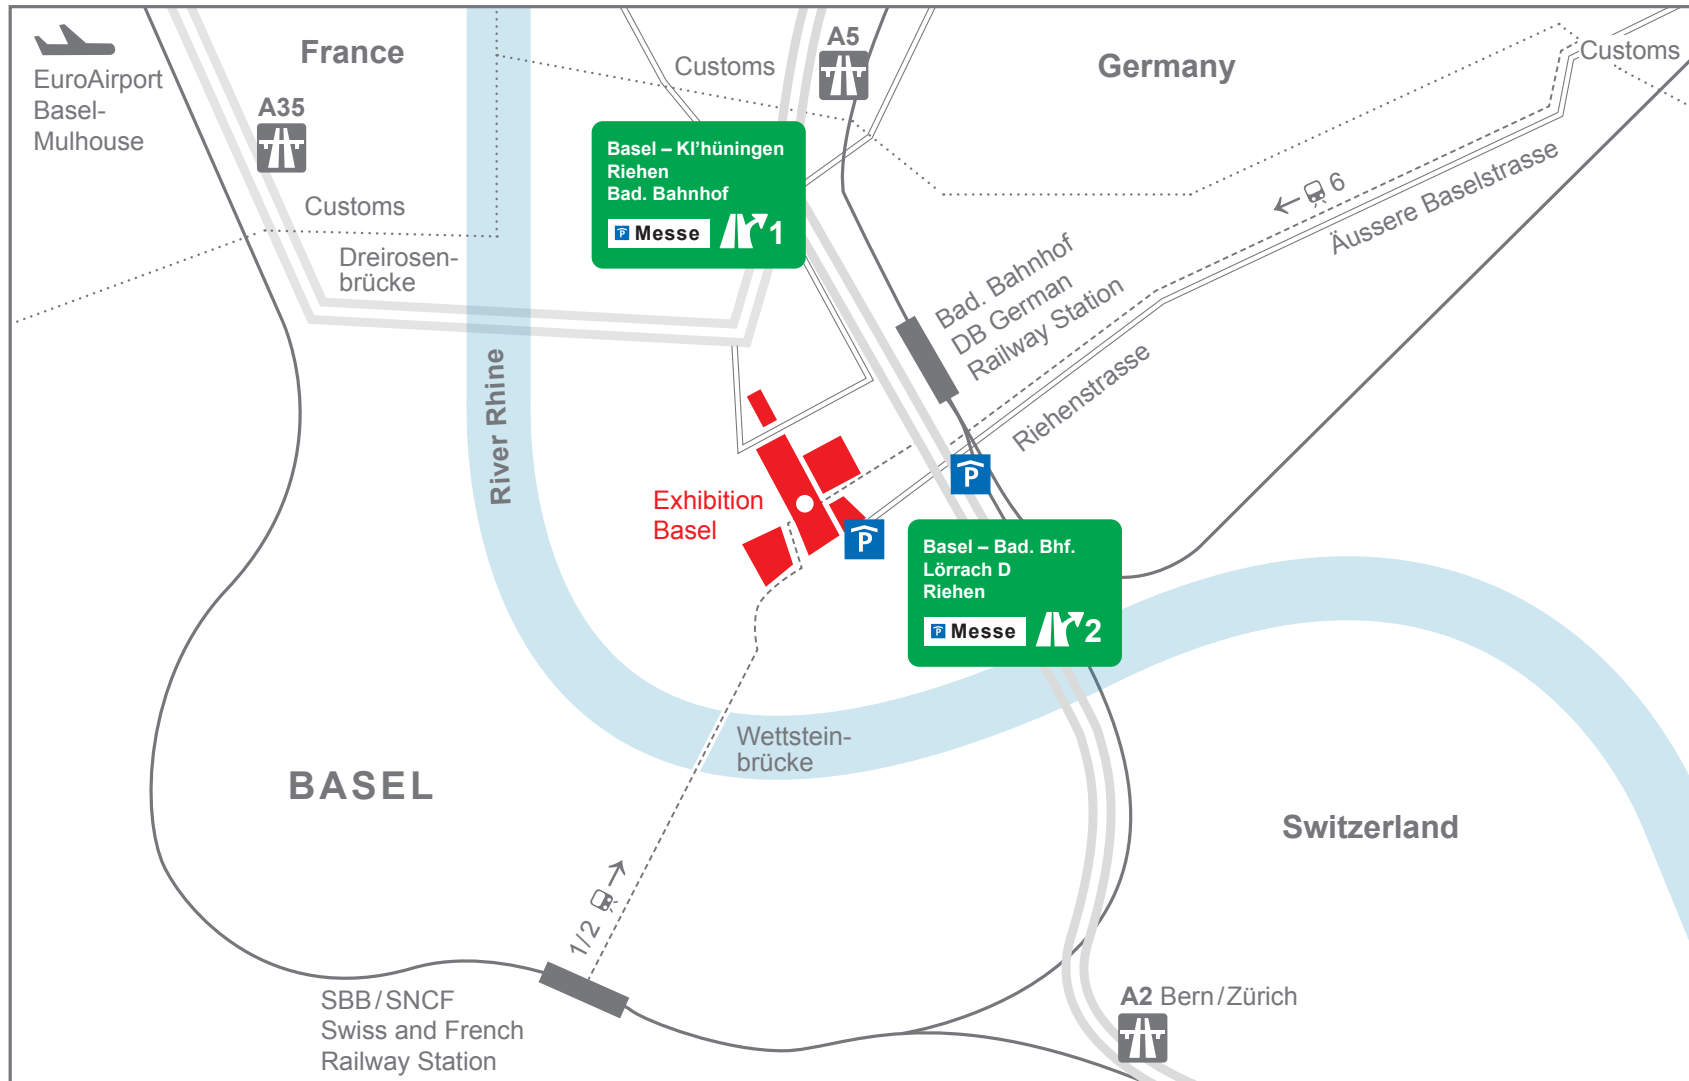 EuroAirport
Basel-
Mulhouse
France
A35
Customs
Dreirosen-
brücke
Customs
A5
Germany
Customs
Basel – Kl'hüningen
Riehen
Bad. Bahnhof
P Messe 1
6
Äussere Baselstrasse
Bad. Bahnhof
DB German
Railway Station
Riehenstrasse
River Rhine
Exhibition
Basel
P
P
Basel – Bad. Bhf.
Lörrach D
Riehen
P Messe 2
Wettstein-
brücke
BASEL
Switzerland
1/2
SBB/SNCF
Swiss and French
Railway Station
A2 Bern/Zürich